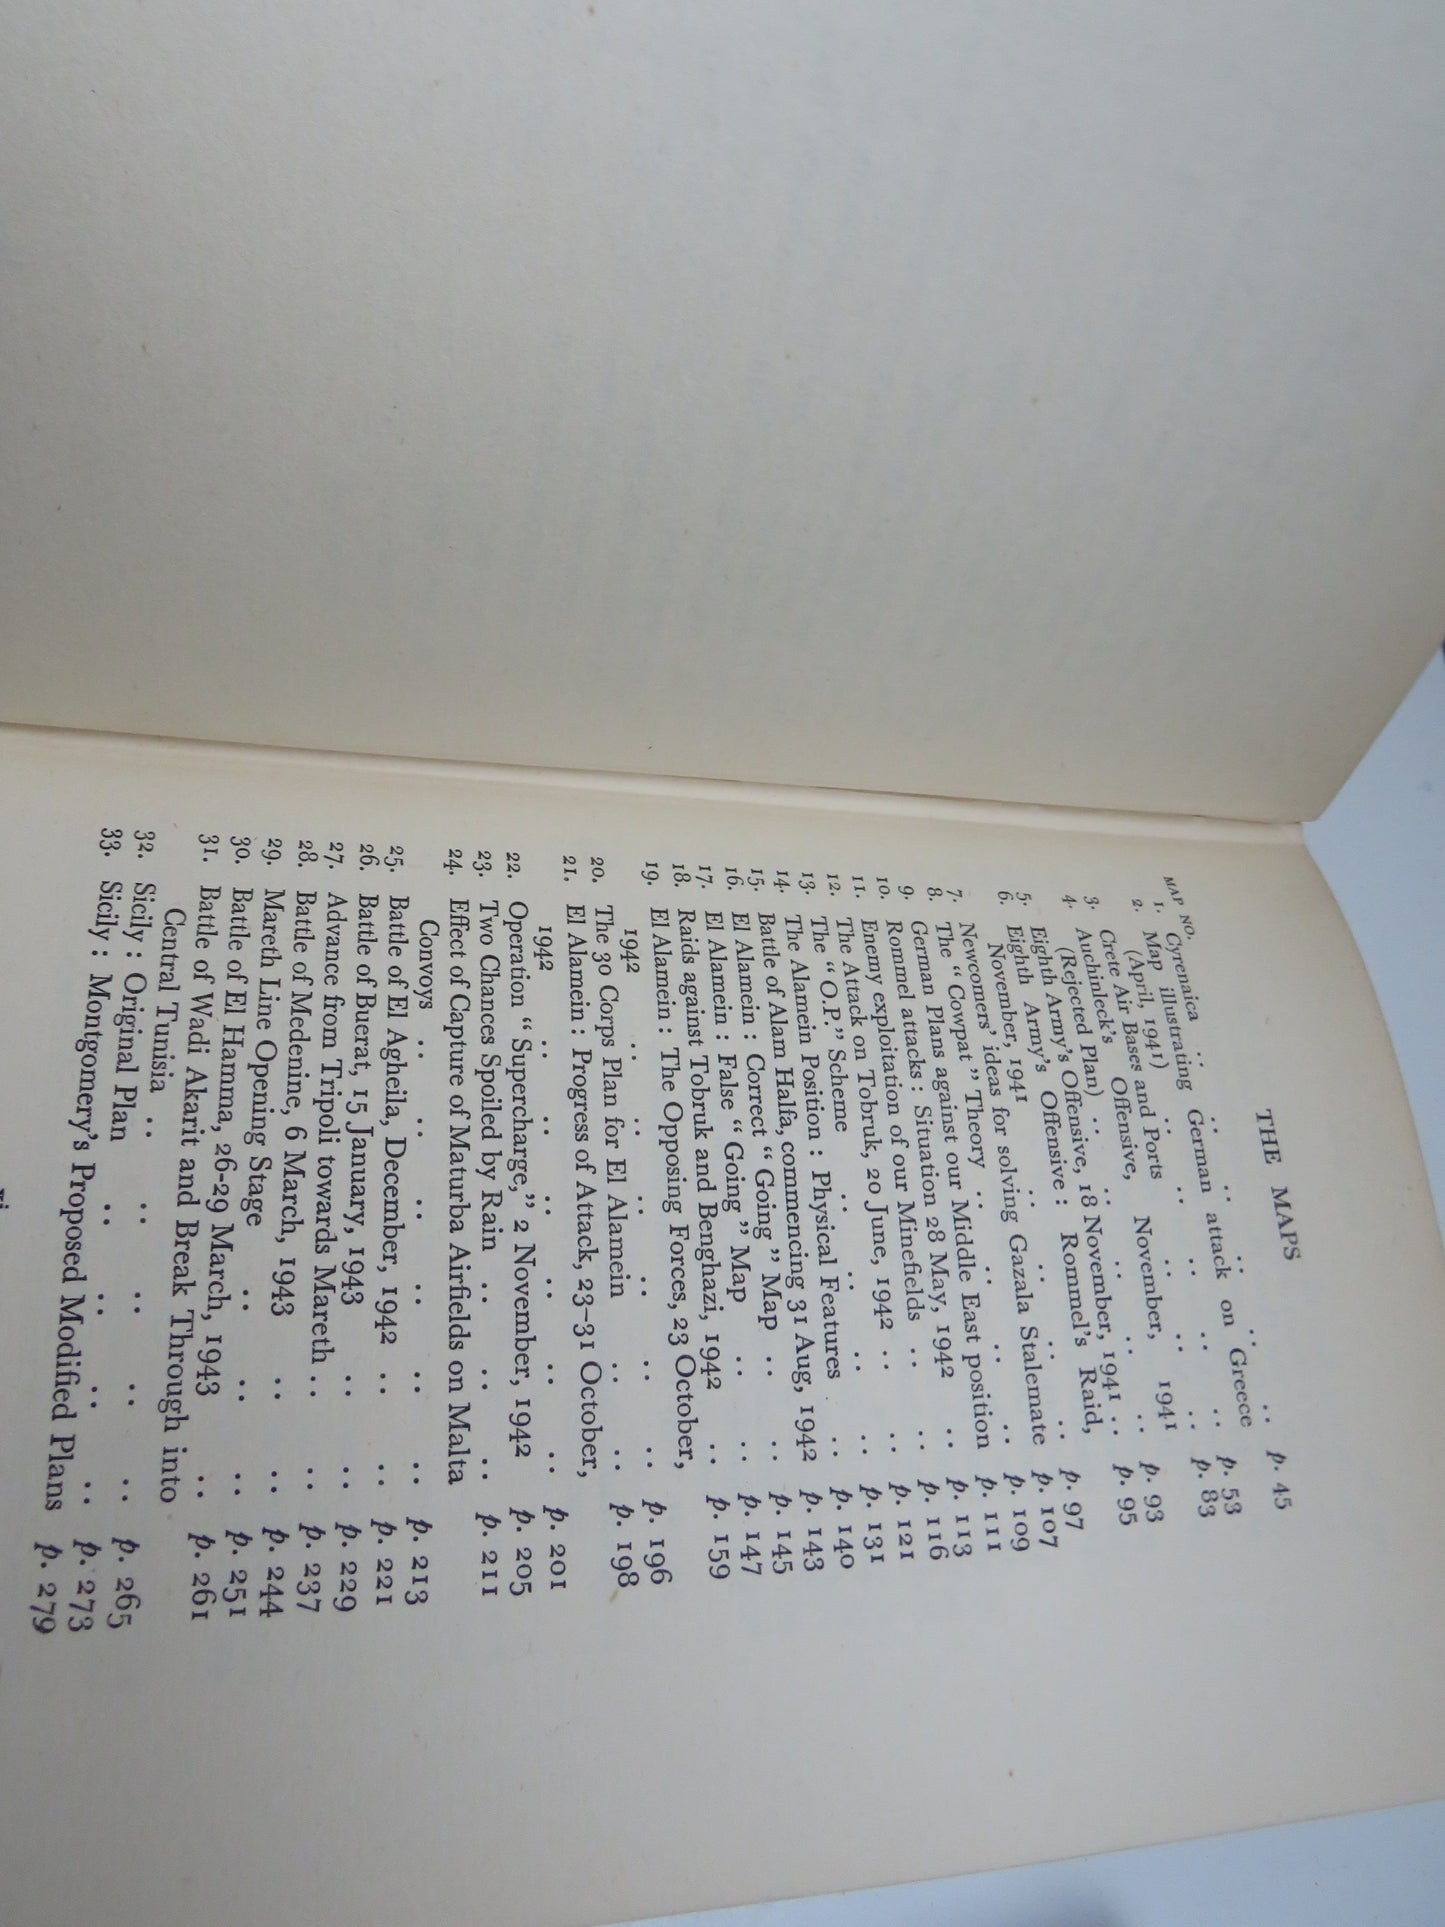 THE MAPS
MAP NO.
1. Cyrenaica .. .. .. .. .. p. 45
2. Map illustrating German attack on Greece
(April, 1941) .. .. .. .. p. 53
3. Crete Air Bases and Ports .. .. .. p. 83
4. Auchinleck's Offensive, November, 1941
(Rejected Plan) .. .. .. .. .. p. 93
5. Eighth Army's Offensive, 18 November, 1941 .. p. 95
6. Eighth Army's Offensive : Rommel's Raid,
November, 1941 .. .. .. .. p. 97
7. Newcomers' ideas for solving Gazala Stalemate p. 107
8. The “ Cowpat ” Theory .. .. .. .. p. 109
9. German Plans against our Middle East position p. 111
10. Rommel attacks : Situation 28 May, 1942 .. p. 113
11. Enemy exploitation of our Minefields .. .. p. 116
12. The Attack on Tobruk, 20 June, 1942 .. .. p. 121
13. The “ O.P.” Scheme .. .. .. .. p. 131
14. The Alamein Position : Physical Features .. p. 140
15. Battle of Alam Halfa, commencing 31 Aug, 1942 p. 143
16. El Alamein : Correct “ Going ” Map .. .. p. 145
17. El Alamein : False “ Going ” Map .. .. p. 147
18. Raids against Tobruk and Benghazi, 1942 .. p. 159
19. El Alamein : The Opposing Forces, 23 October,
1942 .. .. .. .. .. .. p. 196
20. The 30 Corps Plan for El Alamein .. .. p. 198
21. El Alamein : Progress of Attack, 23–31 October,
1942 .. .. .. .. .. .. p. 201
22. Operation “ Supercharge,” 2 November, 1942 p. 205
23. Two Chances Spoiled by Rain .. .. .. p. 211
24. Effect of Capture of Maturba Airfields on Malta
Convoys .. .. .. .. .. .. p. 213
25. Battle of El Agheila, December, 1942 .. .. p. 221
26. Battle of Buerat, 15 January, 1943 .. .. p. 229
27. Advance from Tripoli towards Mareth .. .. p. 237
28. Battle of Medenine, 6 March, 1943 .. .. p. 244
29. Mareth Line Opening Stage .. .. .. p. 251
30. Battle of El Hamma, 26-29 March, 1943 .. p. 261
31. Battle of Wadi Akarit and Break Through into
Central Tunisia .. .. .. .. .. p. 265
32. Sicily : Original Plan .. .. .. .. p. 273
33. Sicily : Montgomery's Proposed Modified Plans p. 279